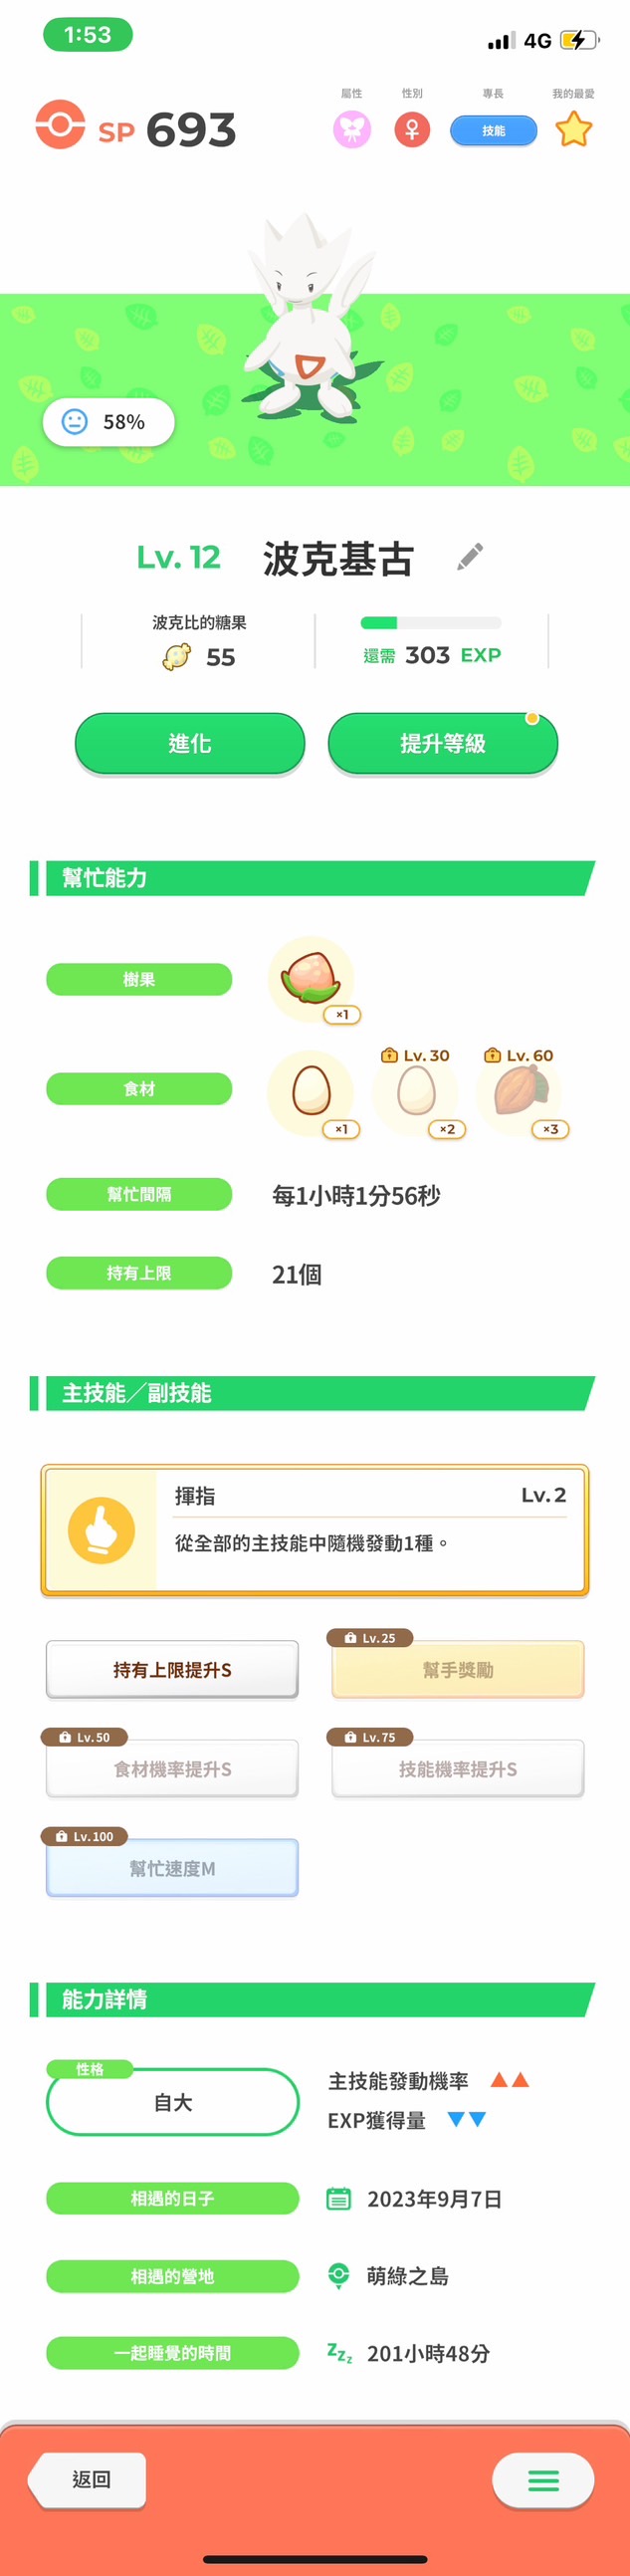 1:53
4G
屬性 性別 專長 我的最愛
SP 693
技能
58%
Lv. 12 波克基古
波克比的糖果
55
還需 303 EXP
進化
提升等級
幫忙能力
樹果
×1
食材
Lv. 30
Lv. 60
×1
×2
×3
幫忙間隔
每1小時1分56秒
持有上限
21個
主技能／副技能
揮指
Lv. 2
從全部的主技能中隨機發動1種。
持有上限提升S
Lv. 25
幫手獎勵
Lv. 50
食材機率提升S
Lv. 75
技能機率提升S
Lv. 100
幫忙速度M
能力詳情
性格
自大
主技能發動機率 ▲▲
EXP獲得量 ▼▼
相遇的日子
2023年9月7日
相遇的營地
萌綠之島
一起睡覺的時間
zzz 201小時48分
返回